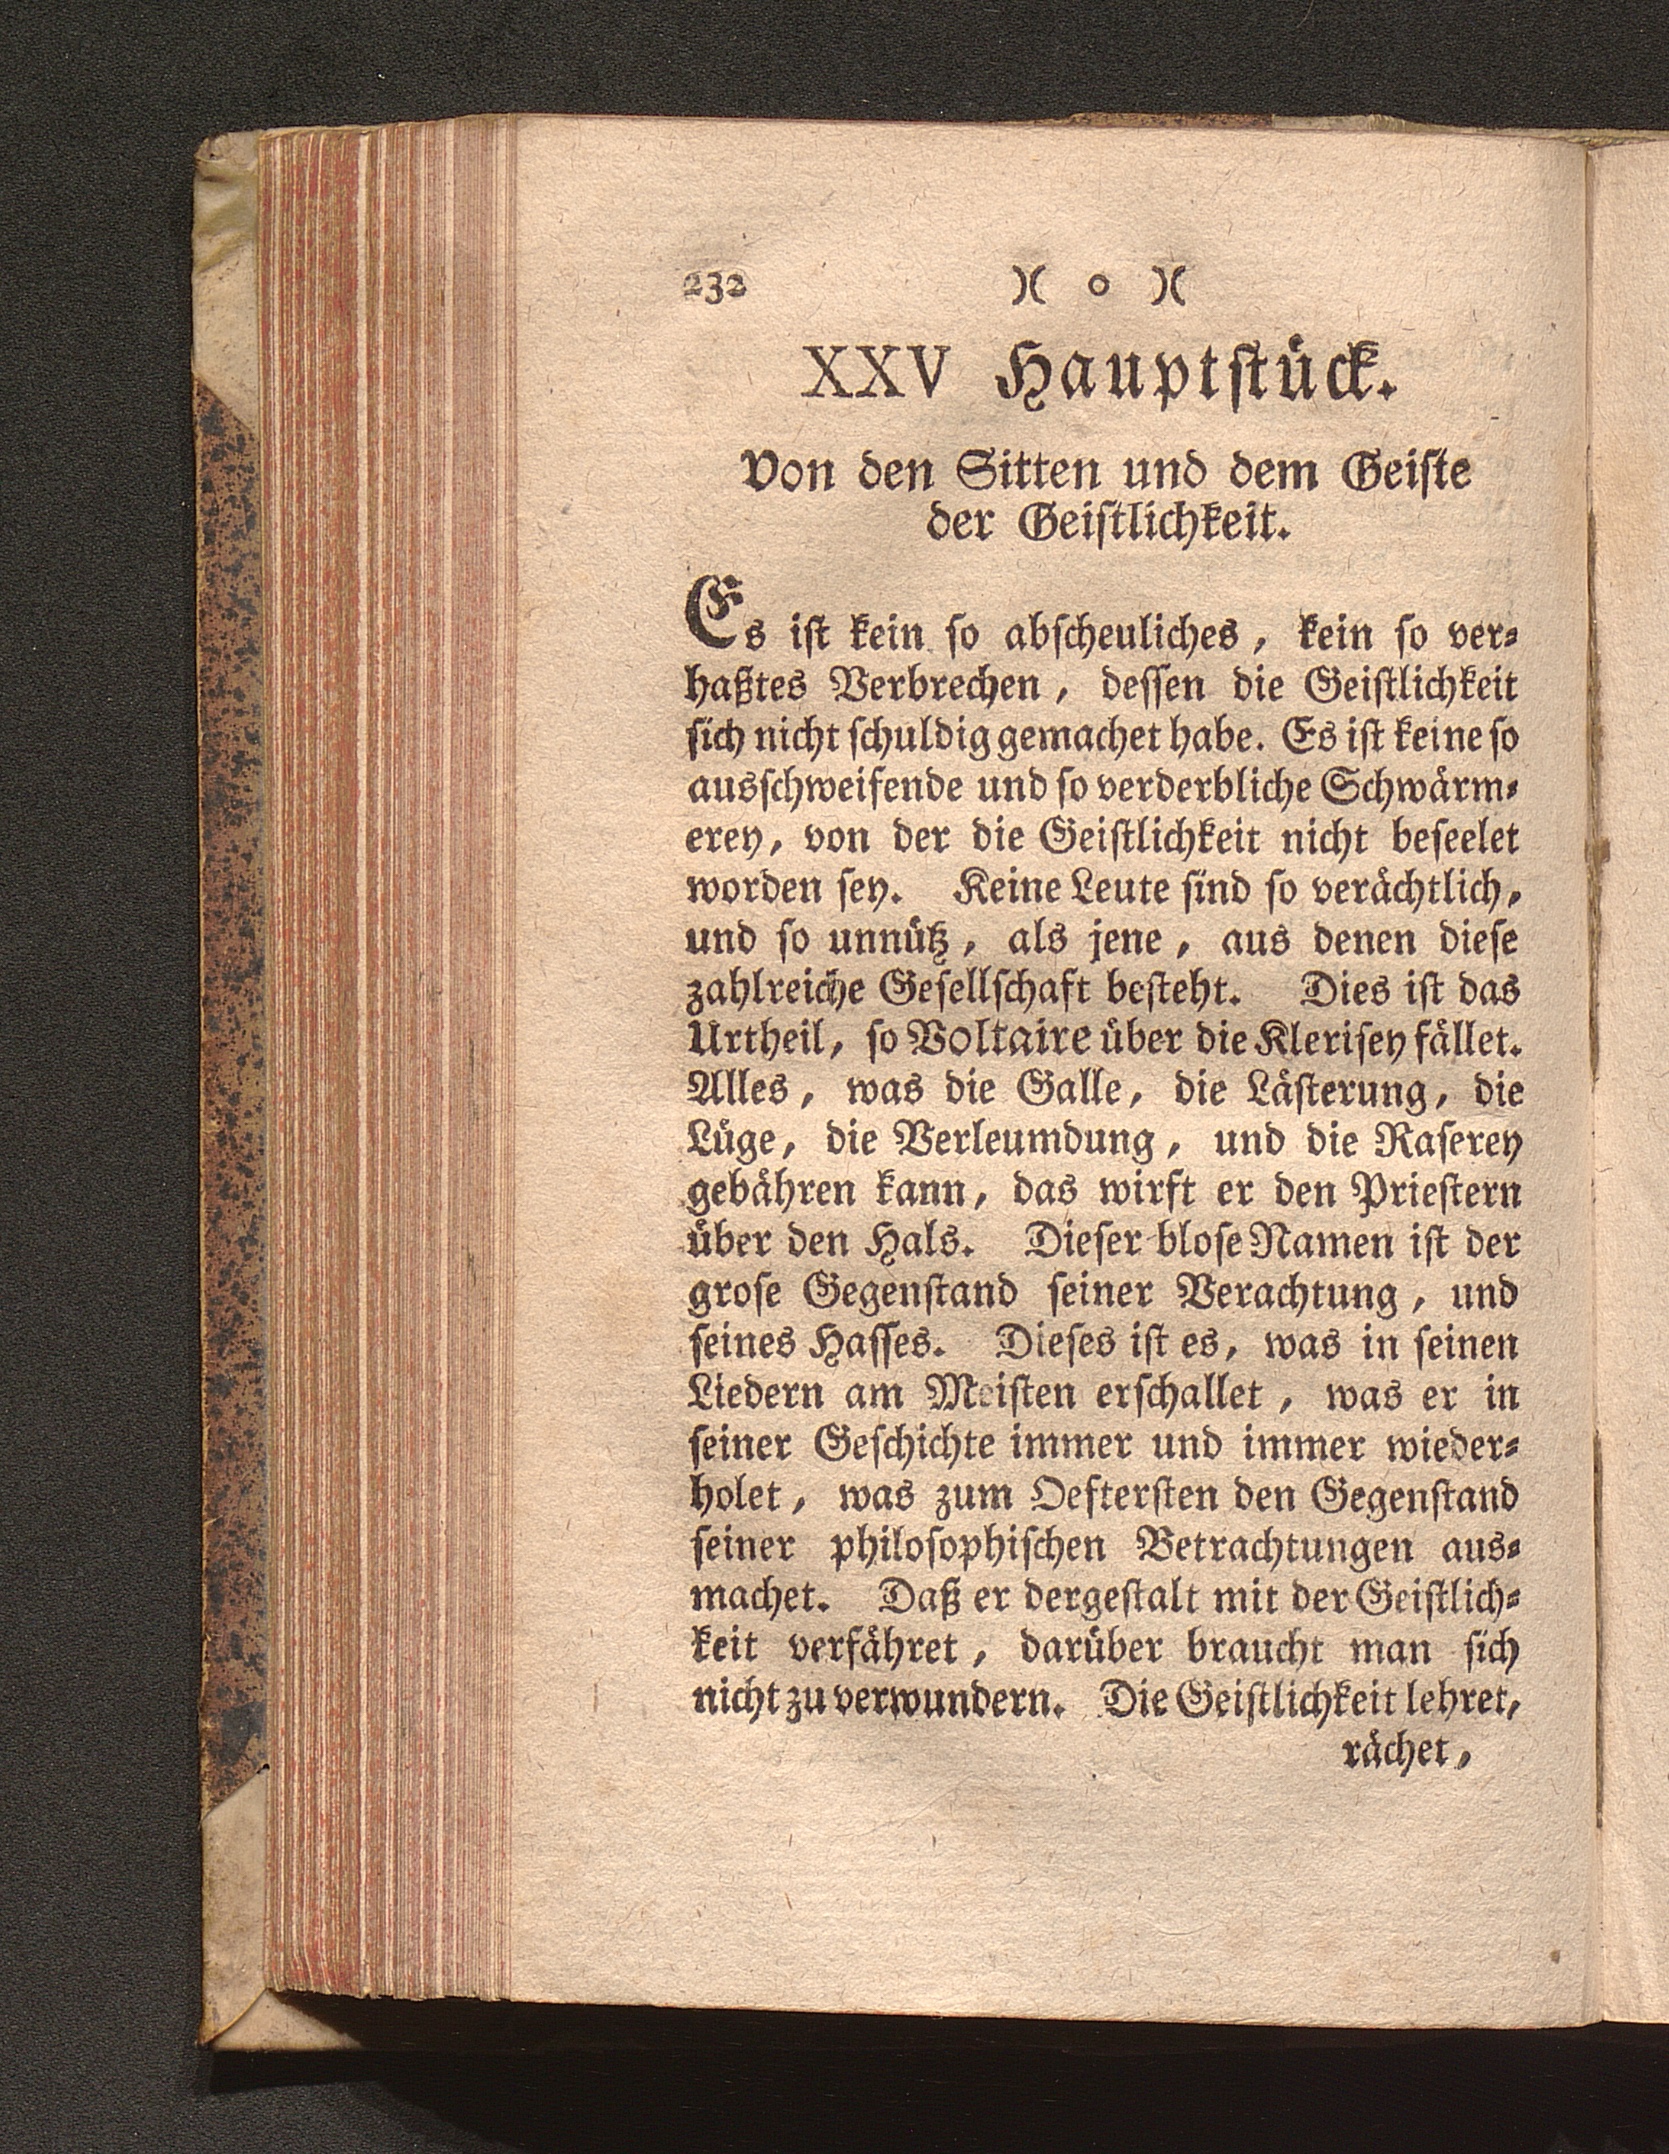 232 )( o )(
XXV Hauptſtück.
Von den Sitten und dem Geiſte
der Geiſtlichkeit.
Es iſt kein ſo abſcheuliches, kein ſo ver⸗
haßtes Verbrechen, deſſen die Geiſtlichkeit
ſich nicht ſchuldig gemachet habe. Es iſt keine ſo
ausſchweifende und ſo verderbliche Schwärm⸗
erey, von der die Geiſtlichkeit nicht beſeelet
worden ſey. Keine Leute ſind ſo verächtlich,
und ſo unnütz, als jene, aus denen dieſe
zahlreiche Geſellſchaft beſteht. Dies iſt das
Urtheil, ſo Voltaire über die Kleriſey fället.
Alles, was die Galle, die Läſterung, die
Lüge, die Verleumdung, und die Raſerey
gebähren kann, das wirft er den Prieſtern
über den Hals. Dieſer bloſe Namen iſt der
groſe Gegenſtand ſeiner Verachtung, und
ſeines Haſſes. Dieſes iſt es, was in ſeinen
Liedern am Meiſten erſchallet, was er in
ſeiner Geſchichte immer und immer wieder⸗
holet, was zum Oefterſten den Gegenſtand
ſeiner philoſophiſchen Betrachtungen aus⸗
machet. Daß er dergeſtalt mit der Geiſtlich⸗
keit verfähret, darüber braucht man ſich
nicht zu verwundern. Die Geiſtlichkeit lehret,
rächet,